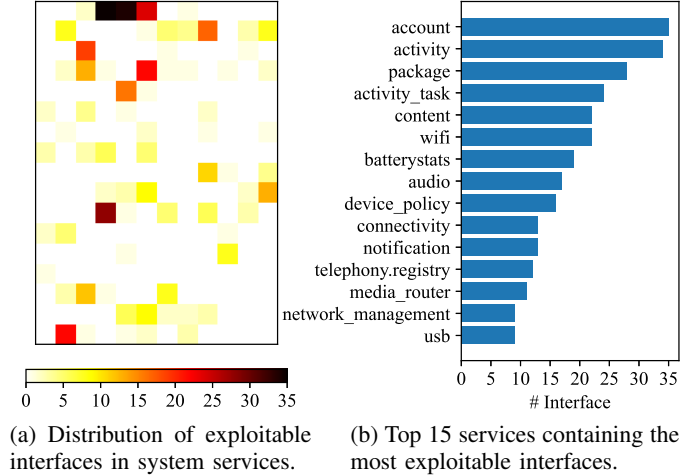 account
activity
package
activity_task
content
wifi
batterystats
audio
device_policy
connectivity
notification
telephony.registry
media_router
network_management
usb
0 5 10 15 20 25 30 35
0 5 10 15 20 25 30 35
# Interface
(a) Distribution of exploitable
interfaces in system services.
(b) Top 15 services containing the
most exploitable interfaces.